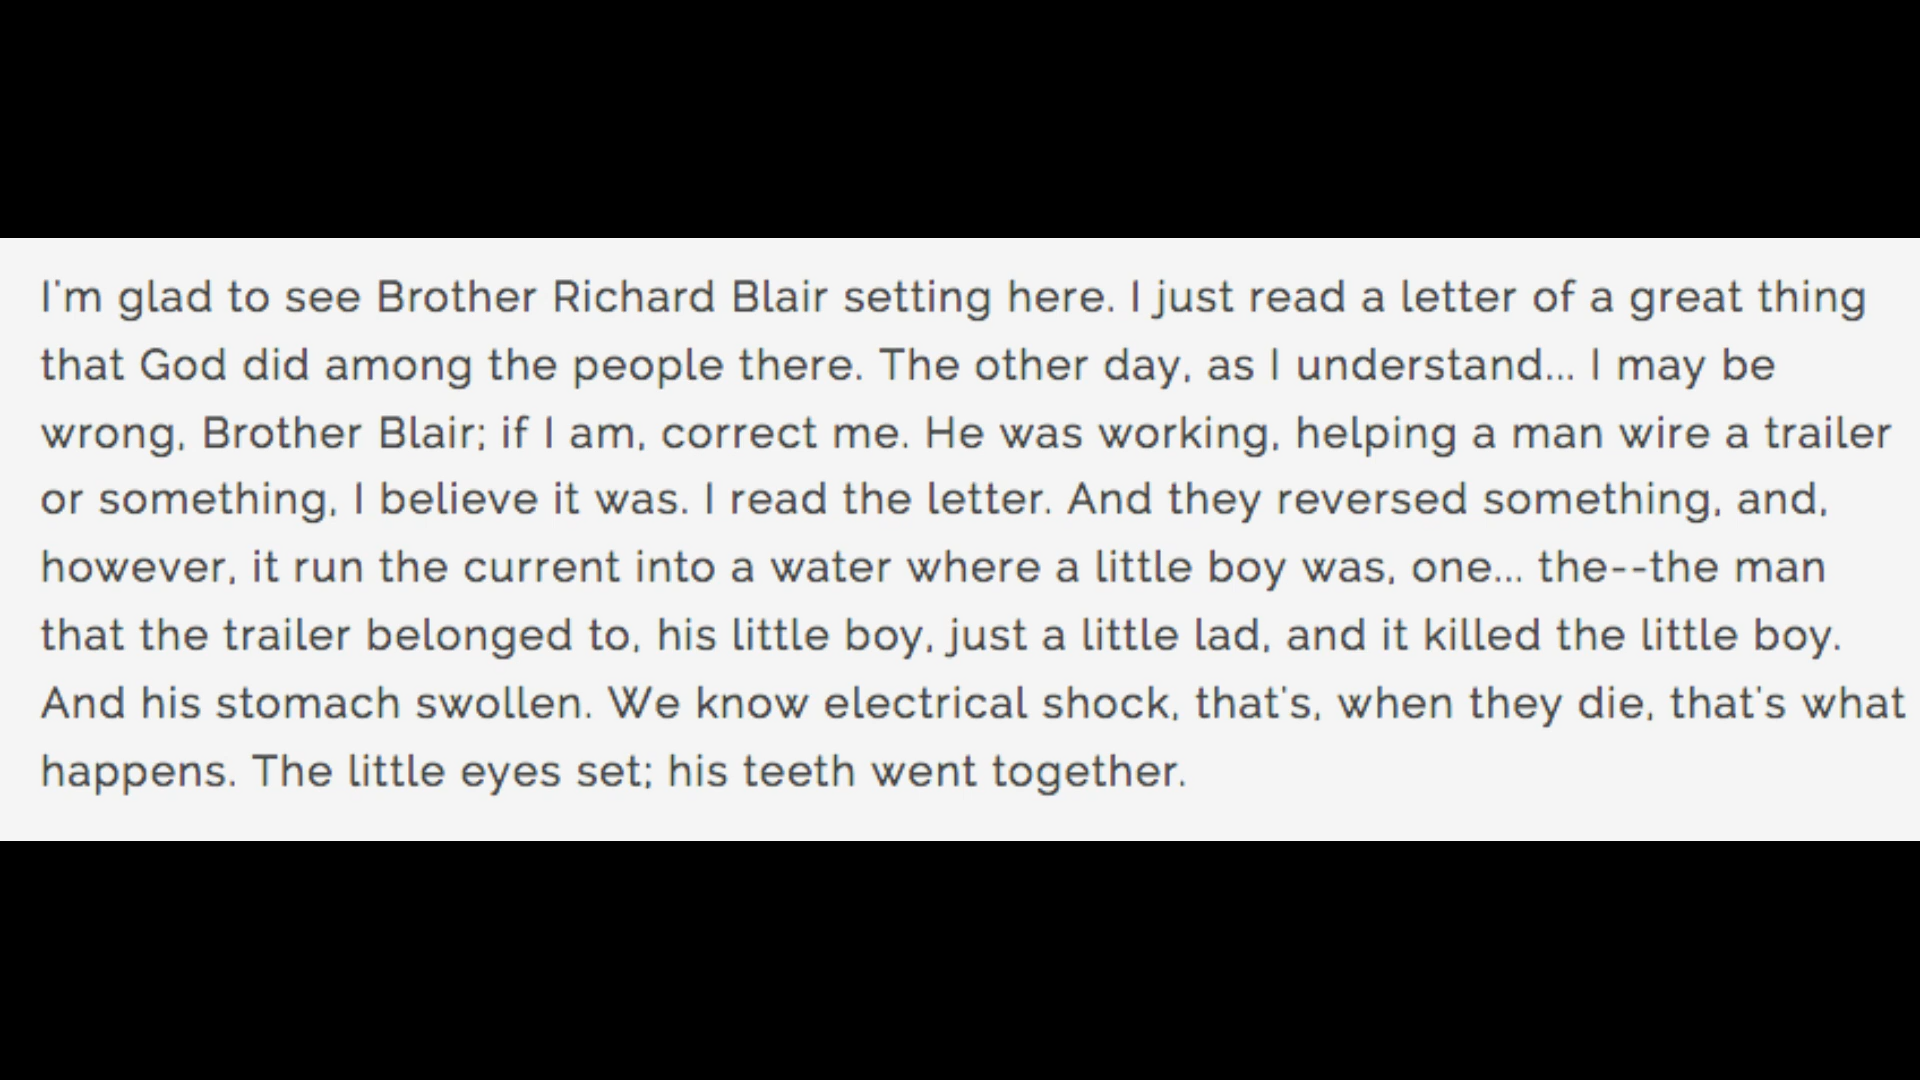 I'm glad to see Brother Richard Blair setting here. I just read a letter of a great thing
that God did among the people there. The other day, as I understand... I may be
wrong, Brother Blair; if I am, correct me. He was working, helping a man wire a trailer
or something, I believe it was. I read the letter. And they reversed something, and,
however, it run the current into a water where a little boy was, one... the--the man
that the trailer belonged to, his little boy, just a little lad, and it killed the little boy.
And his stomach swollen. We know electrical shock, that's, when they die, that's what
happens. The little eyes set; his teeth went together.